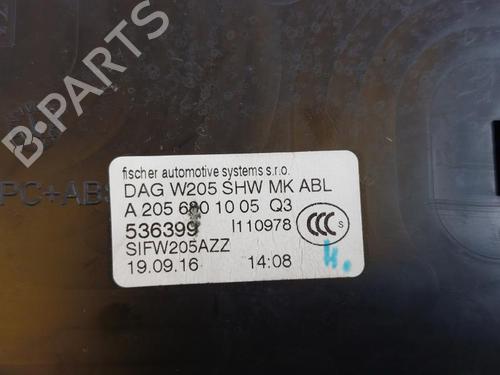 B-PARTS
PC+ABS
fischer automotive systems s.r.o.
DAG W205 SHW MK ABL
A 205 680 10 05 Q3
536399 I110978
SIFW205AZZ
19.09.16 14:08
CCC S